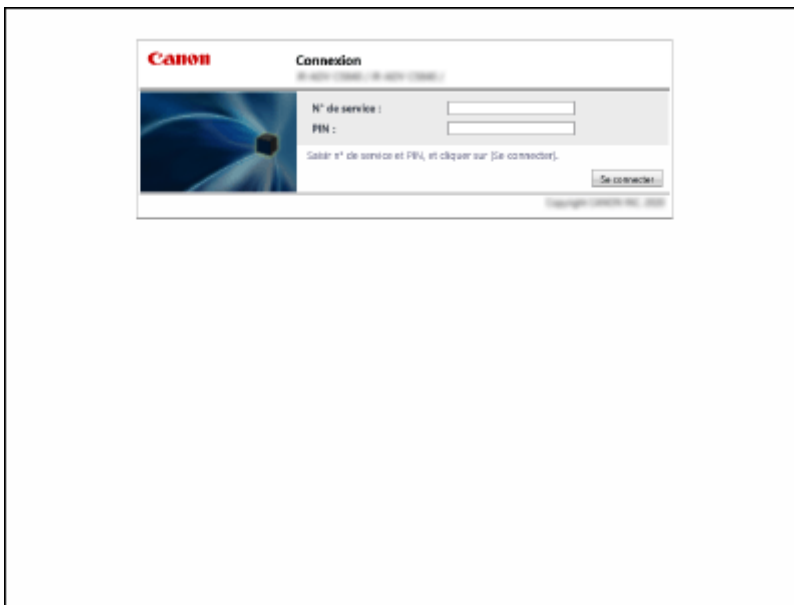 Canon
Connexion
N° de service :
PIN :
Saisir n° de service et PIN, et cliquer sur [Se connecter].
Se connecter